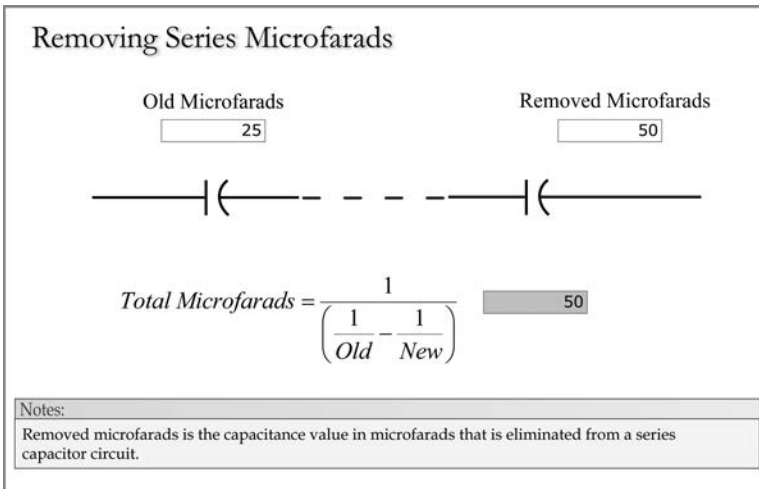 Removing Series Microfarads
Old Microfarads
Removed Microfarads
25
50
Total Microfarads = 1 / (1/Old − 1/New)
50
Notes:
Removed microfarads is the capacitance value in microfarads that is eliminated from a series
capacitor circuit.